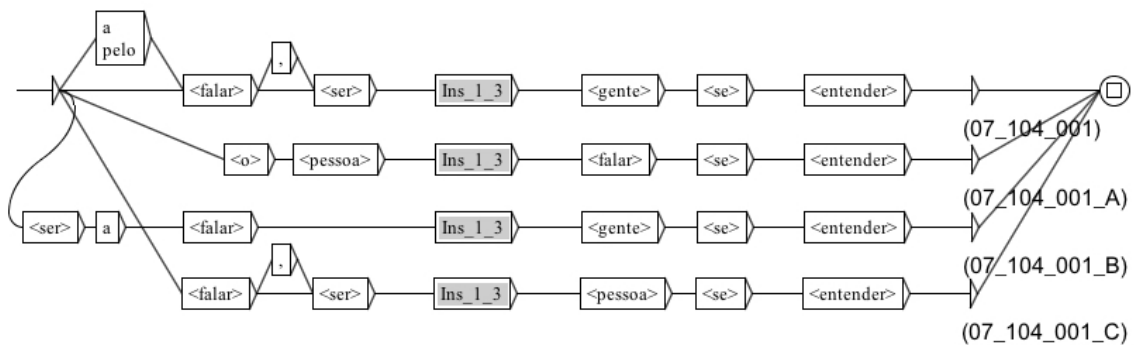 a
pelo
<falar> , <ser> Ins_1_3 <gente> <se> <entender>
(07_104_001)
<o> <pessoa> Ins_1_3 <falar> <se> <entender>
(07_104_001_A)
<ser> a <falar> Ins_1_3 <gente> <se> <entender>
(07_104_001_B)
<falar> , <ser> Ins_1_3 <pessoa> <se> <entender>
(07_104_001_C)